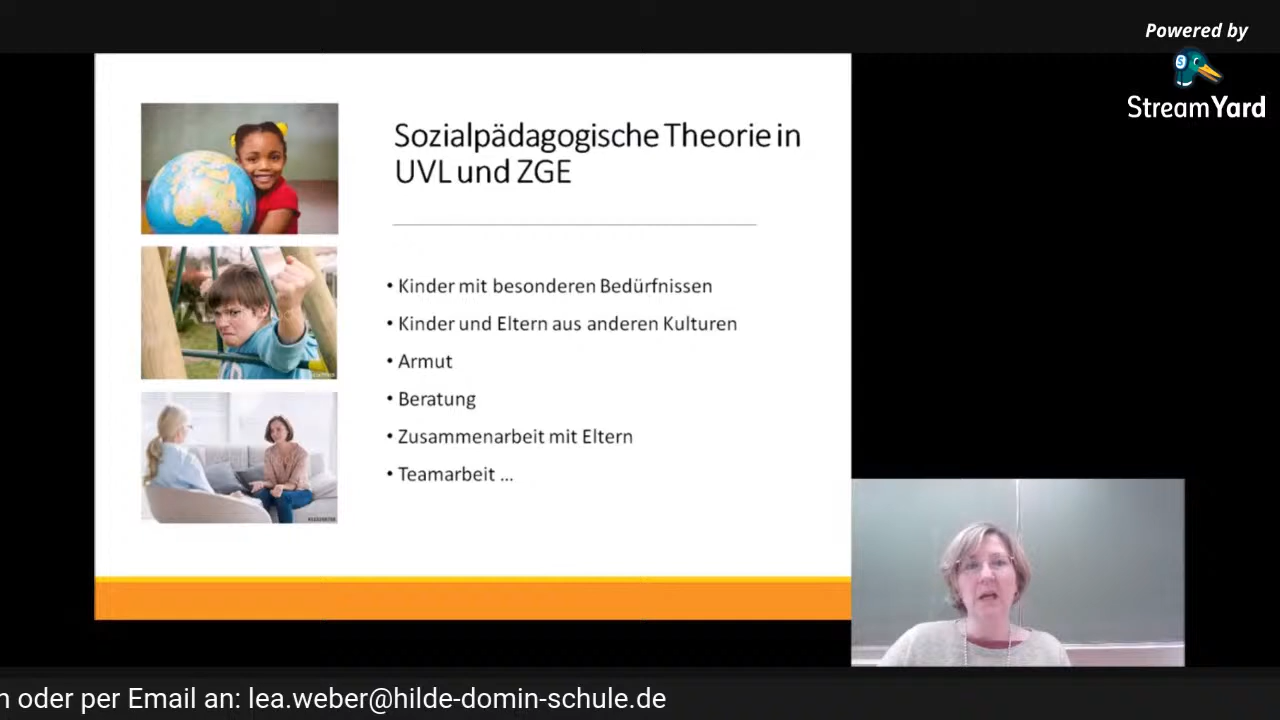 Powered by
StreamYard
Sozialpädagogische Theorie in
UVL und ZGE
• Kinder mit besonderen Bedürfnissen
• Kinder und Eltern aus anderen Kulturen
• Armut
• Beratung
• Zusammenarbeit mit Eltern
• Teamarbeit ...
oder per Email an: lea.weber@hilde-domin-schule.de